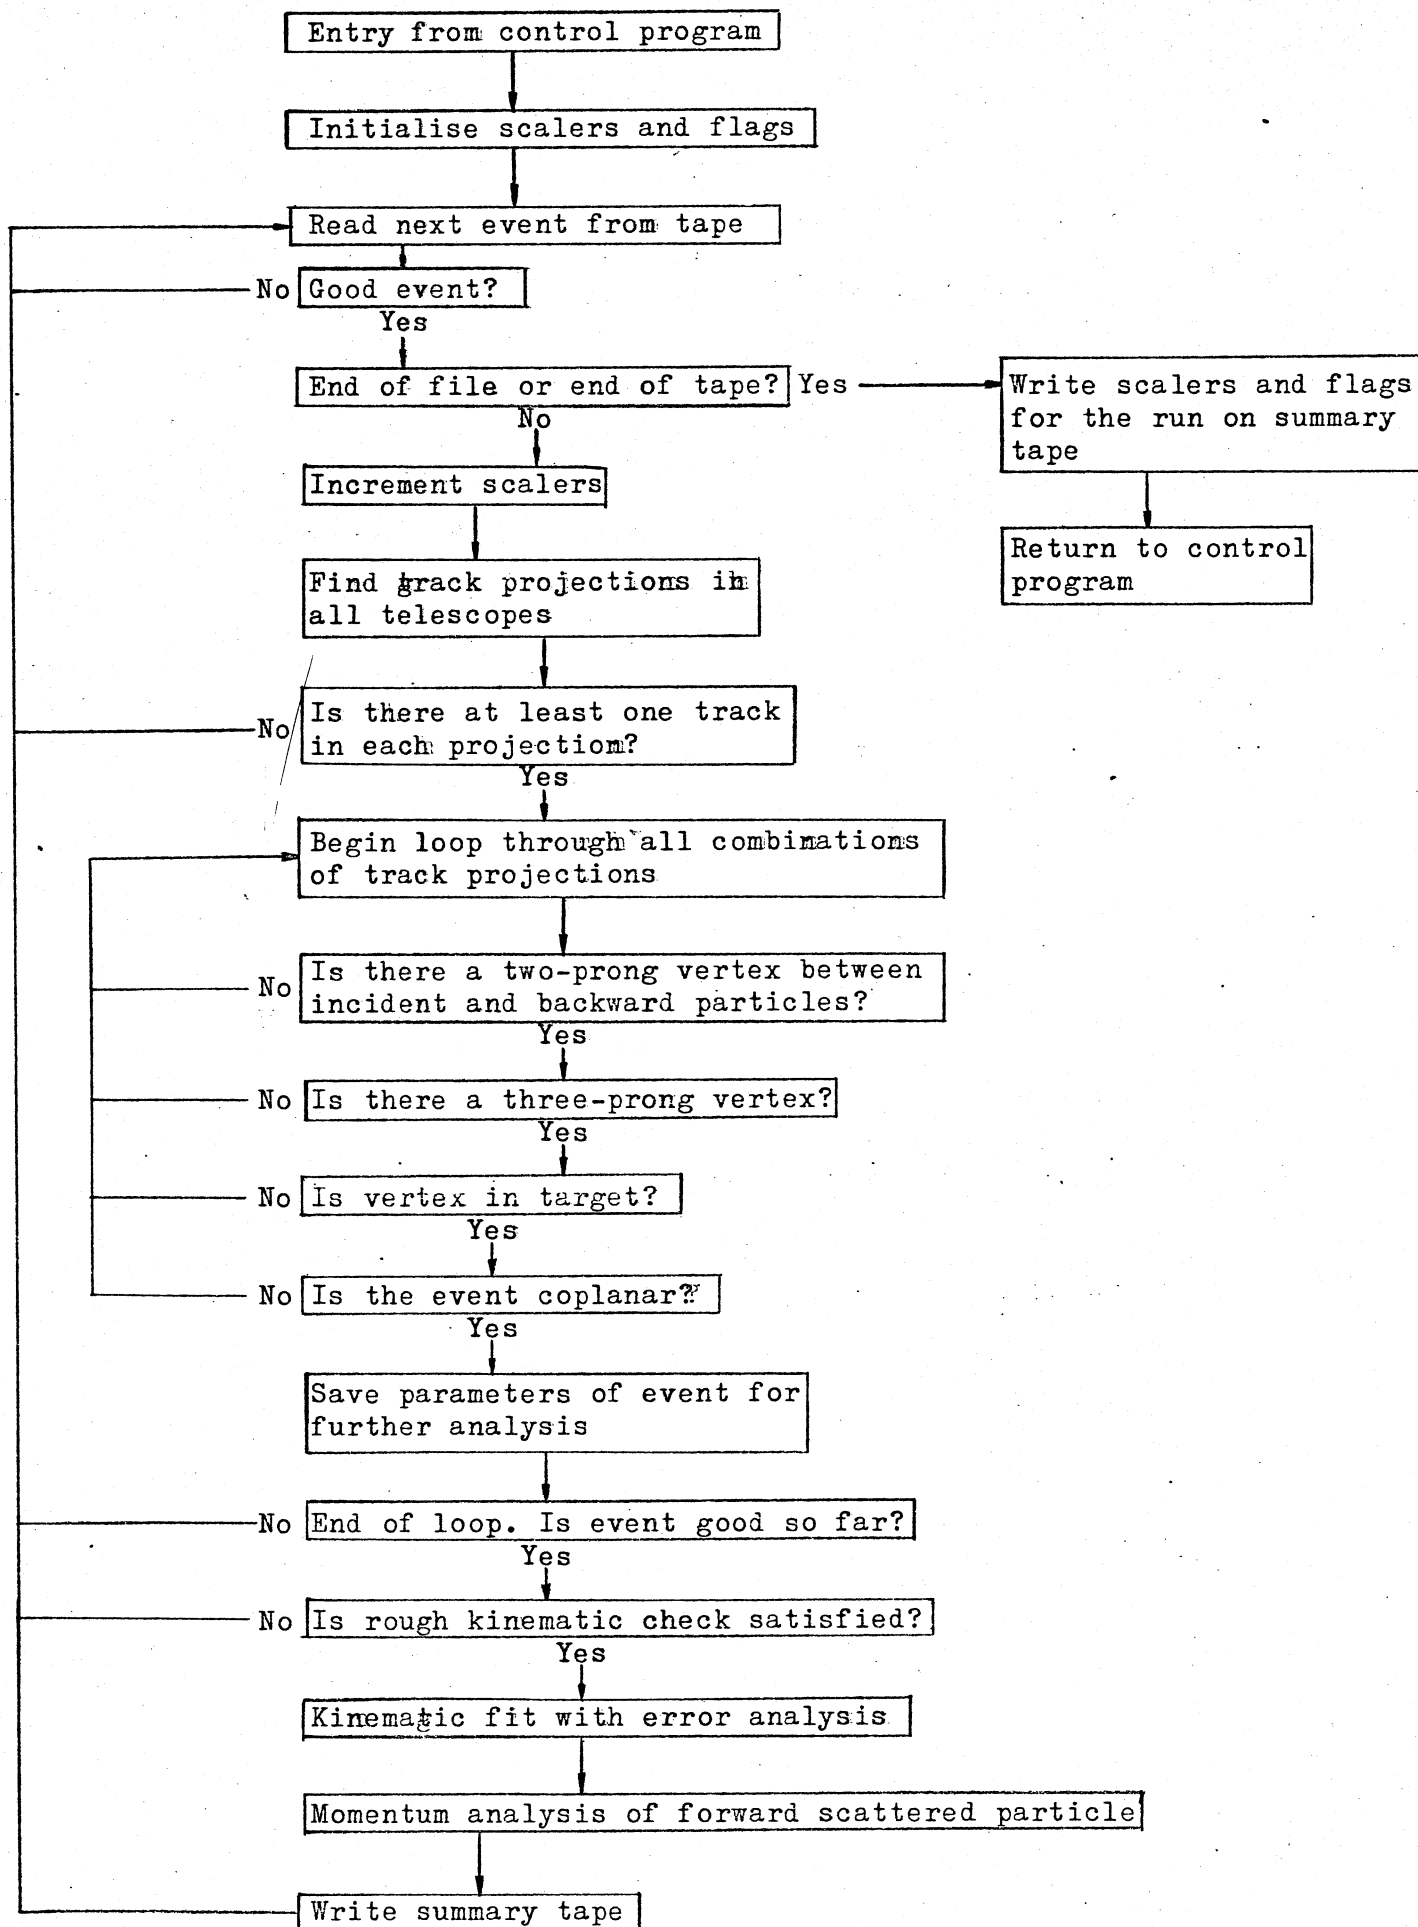 Entry from control program
Initialise scalers and flags
Read next event from tape
No Good event?
Yes
End of file or end of tape? Yes
No
Write scalers and flags
for the run on summary
tape
Return to control
program
Increment scalers
Find track projections in
all telescopes
No
Is there at least one track
in each projection?
Yes
Begin loop through all combinations
of track projections
No
Is there a two-prong vertex between
incident and backward particles?
Yes
No Is there a three-prong vertex?
Yes
No Is vertex in target?
Yes
No Is the event coplanar?
Yes
Save parameters of event for
further analysis
No End of loop. Is event good so far?
Yes
No Is rough kinematic check satisfied?
Yes
Kinematic fit with error analysis
Momentum analysis of forward scattered particle
Write summary tape